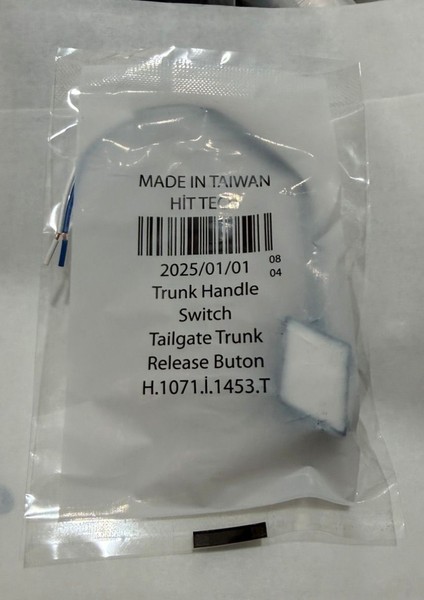 MADE IN TAIWAN
HİT TECH
2025/01/01
08
04
Trunk Handle
Switch
Tailgate Trunk
Release Buton
H.1071.İ.1453.T